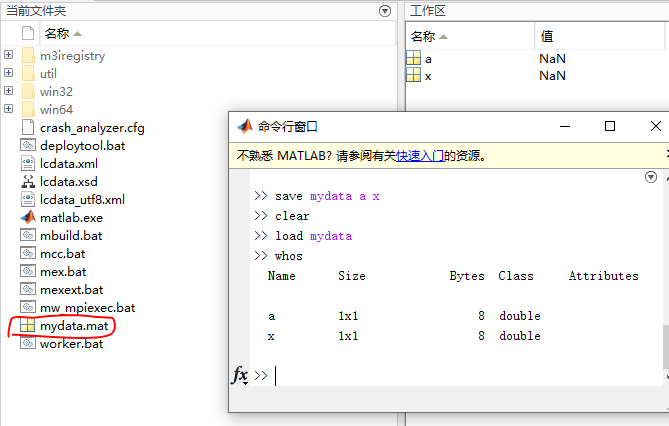 当前文件夹
名称
m3iregistry
util
win32
win64
crash_analyzer.cfg
deploytool.bat
lcdata.xml
lcdata.xsd
lcdata_utf8.xml
matlab.exe
mbuild.bat
mcc.bat
mex.bat
mexext.bat
mw_mpiexec.bat
mydata.mat
worker.bat
工作区
名称 值
a NaN
x NaN
命令行窗口
不熟悉 MATLAB? 请参阅有关快速入门的资源。
>> save mydata a x
>> clear
>> load mydata
>> whos
Name Size Bytes Class Attributes
a 1x1 8 double
x 1x1 8 double
fx >>